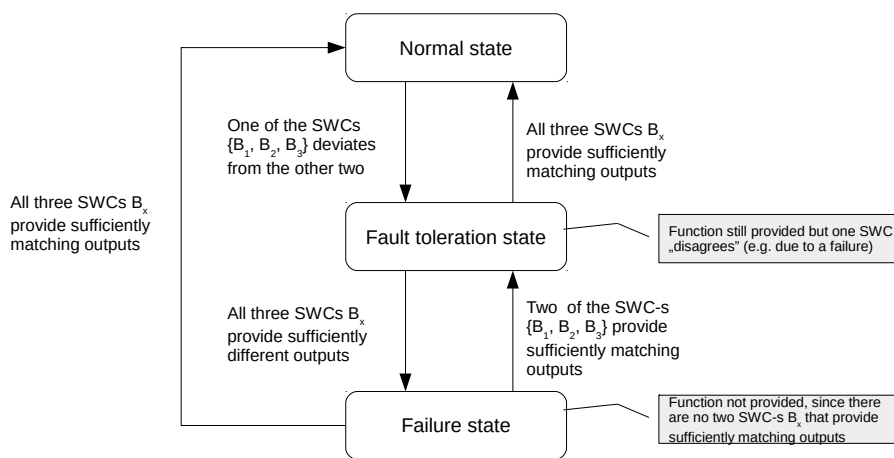 Normal state
One of the SWCs
{B1, B2, B3} deviates
from the other two
All three SWCs Bx
provide sufficiently
matching outputs
All three SWCs Bx
provide sufficiently
matching outputs
Fault toleration state
Function still provided but one SWC
„disagrees” (e.g. due to a failure)
All three SWCs Bx
provide sufficiently
different outputs
Two of the SWC-s
{B1, B2, B3} provide
sufficiently matching
outputs
Failure state
Function not provided, since there
are no two SWC-s Bx that provide
sufficiently matching outputs